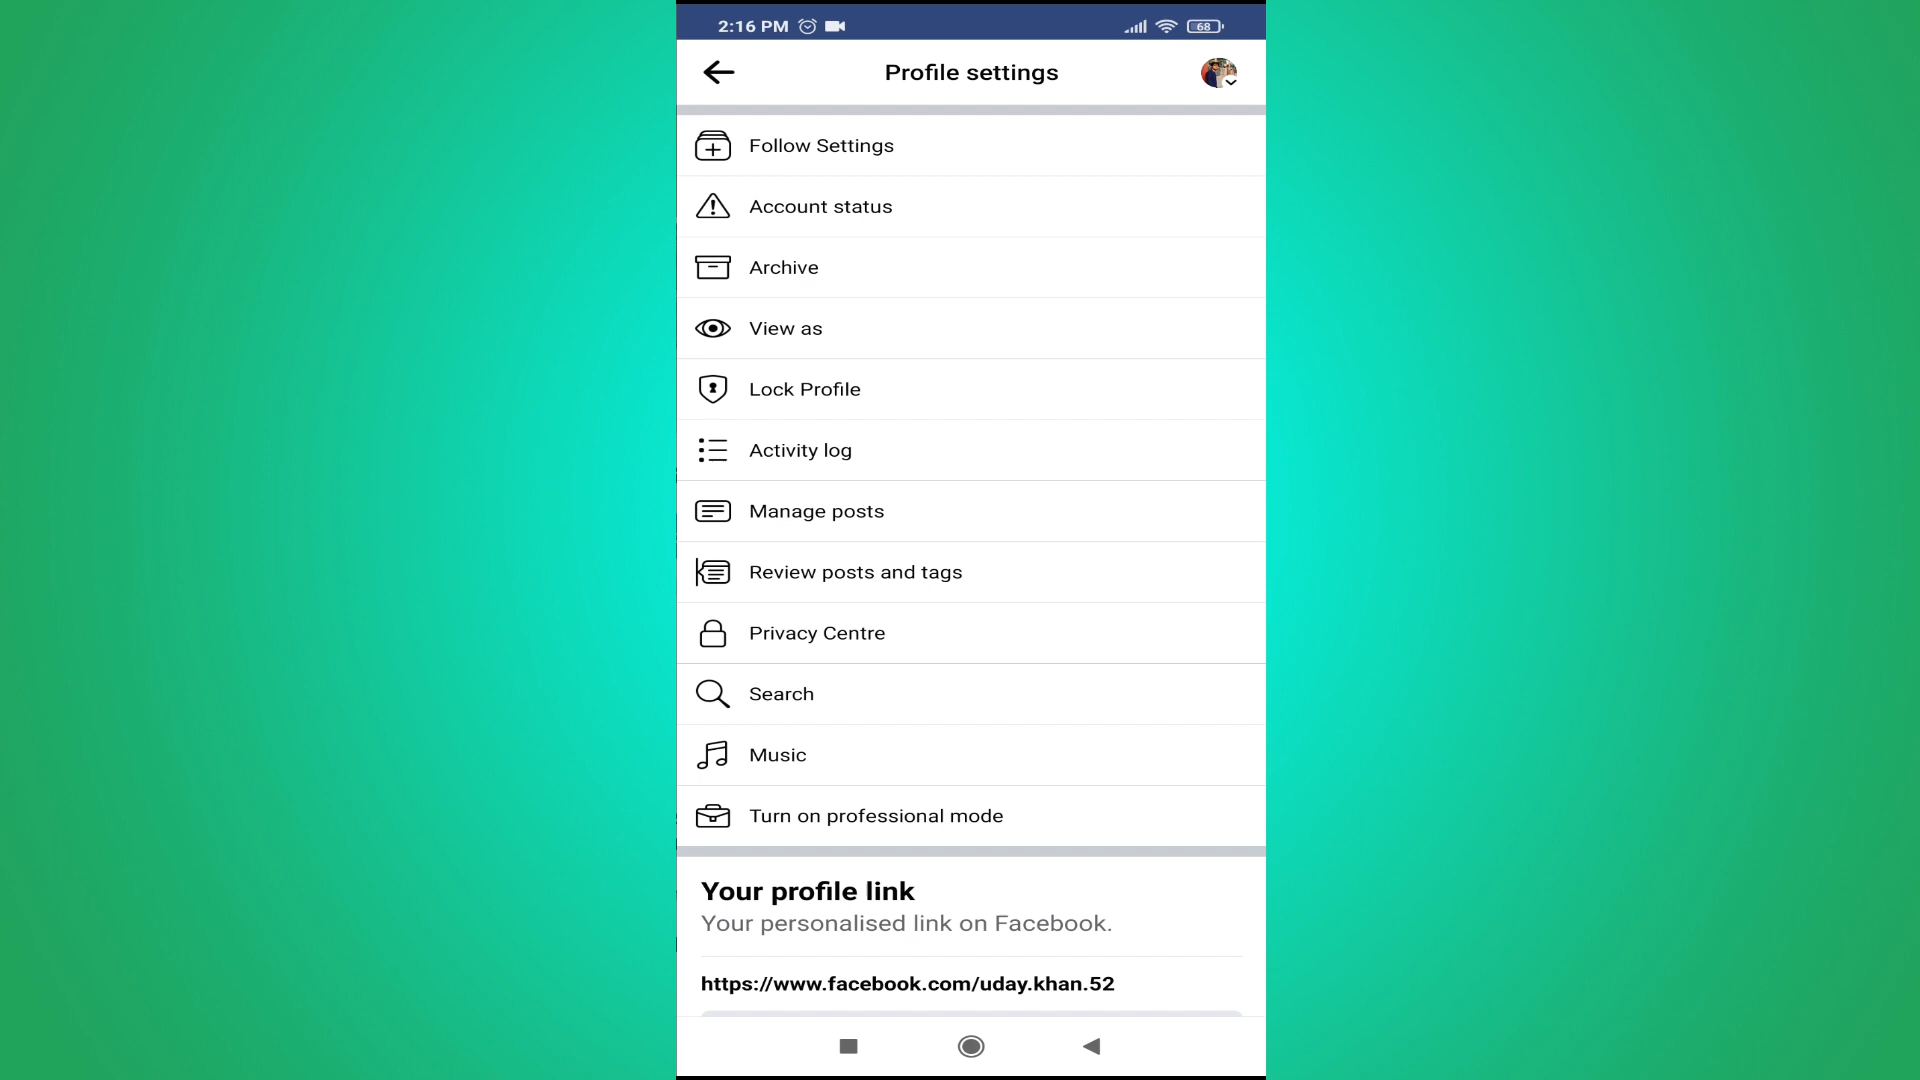 2:16 PM 68
Profile settings
Follow Settings
Account status
Archive
View as
Lock Profile
Activity log
Manage posts
Review posts and tags
Privacy Centre
Search
Music
Turn on professional mode
Your profile link
Your personalised link on Facebook.
https://www.facebook.com/uday.khan.52